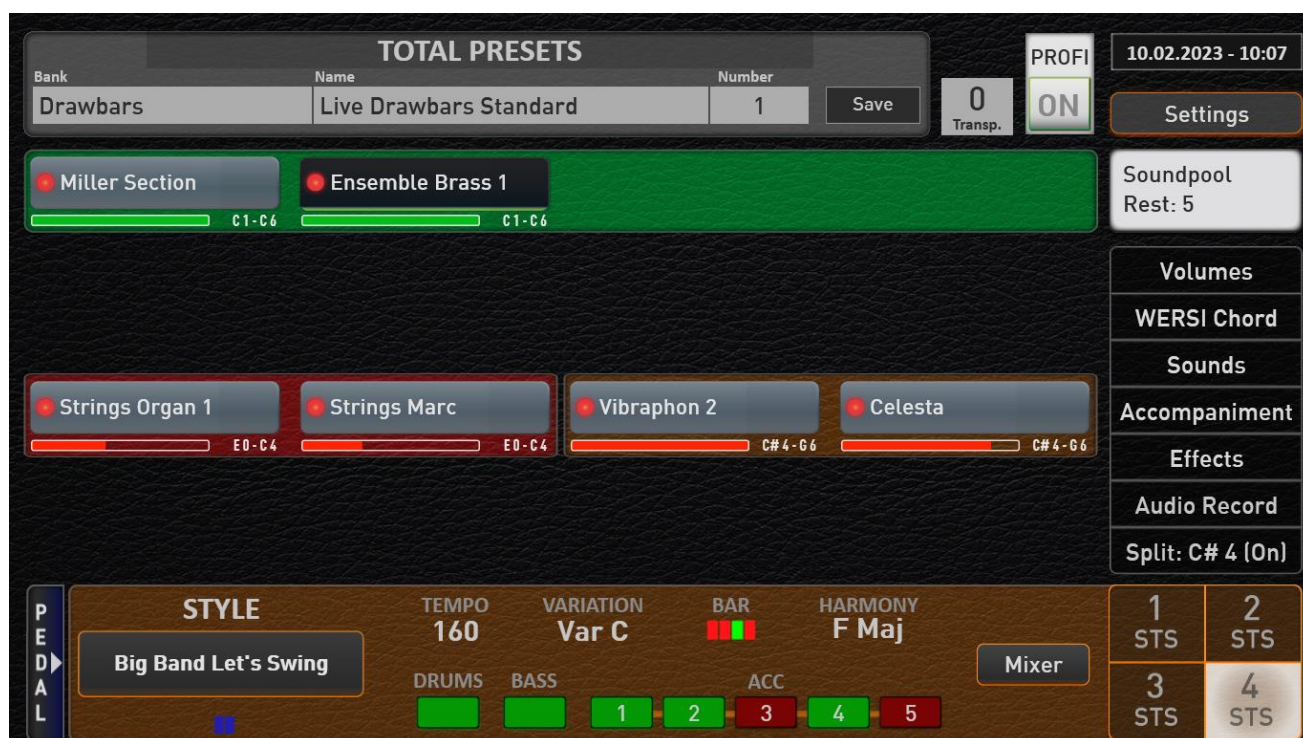 TOTAL PRESETS
Bank
Name
Number
Drawbars
Live Drawbars Standard
1
Save
0
Transp.
PROFI
ON
10.02.2023 - 10:07
Settings
Miller Section
C1-C6
Ensemble Brass 1
C1-C6
Soundpool
Rest: 5
Volumes
WERSI Chord
Sounds
Accompaniment
Effects
Audio Record
Split: C# 4 (On)
Strings Organ 1
E0-C4
Strings Marc
E0-C4
Vibraphon 2
C#4-G6
Celesta
C#4-G6
PEDAL
STYLE
Big Band Let's Swing
TEMPO
160
VARIATION
Var C
BAR
HARMONY
F Maj
Mixer
DRUMS
BASS
ACC
1
2
3
4
5
1
STS
2
STS
3
STS
4
STS